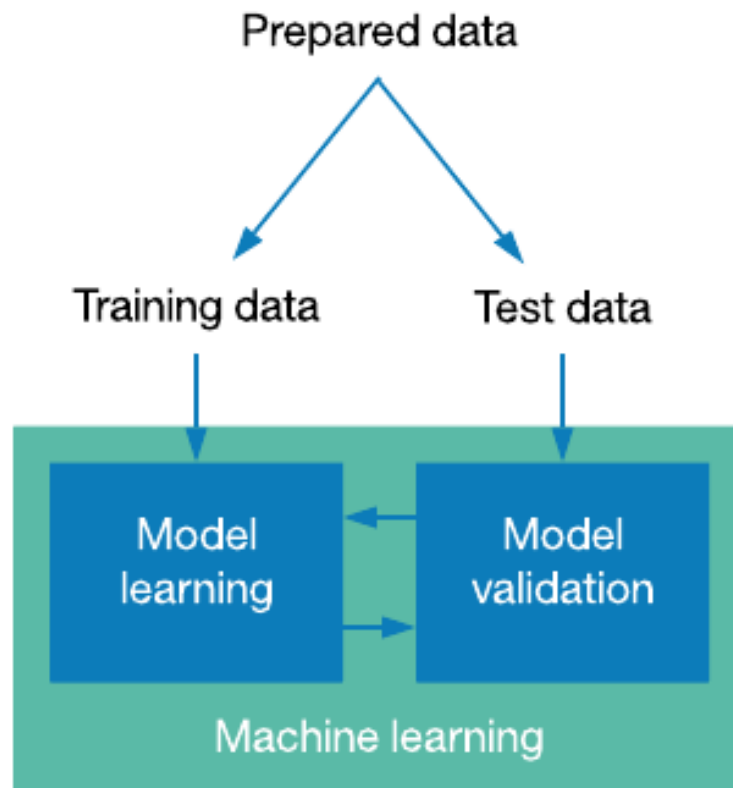 Prepared data
Training data
Test data
Model
learning
Model
validation
Machine learning